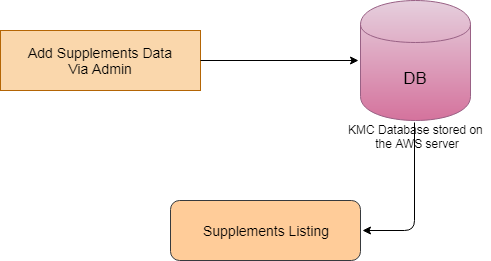 Add Supplements Data
Via Admin
DB
KMC Database stored on
the AWS server
Supplements Listing